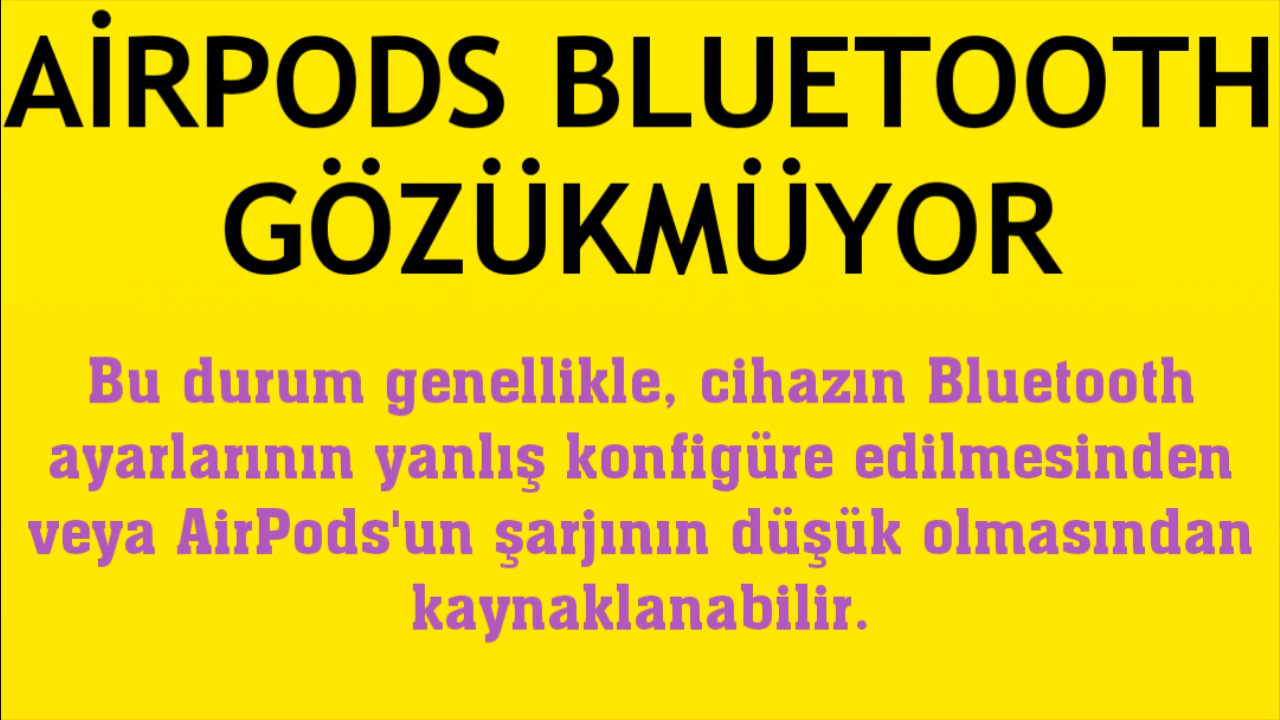 AİRPODS BLUETOOTH
GÖZÜKMÜYOR
Bu durum genellikle, cihazın Bluetooth
ayarlarının yanlış konfigüre edilmesinden
veya AirPods'un şarjının düşük olmasından
kaynaklanabilir.